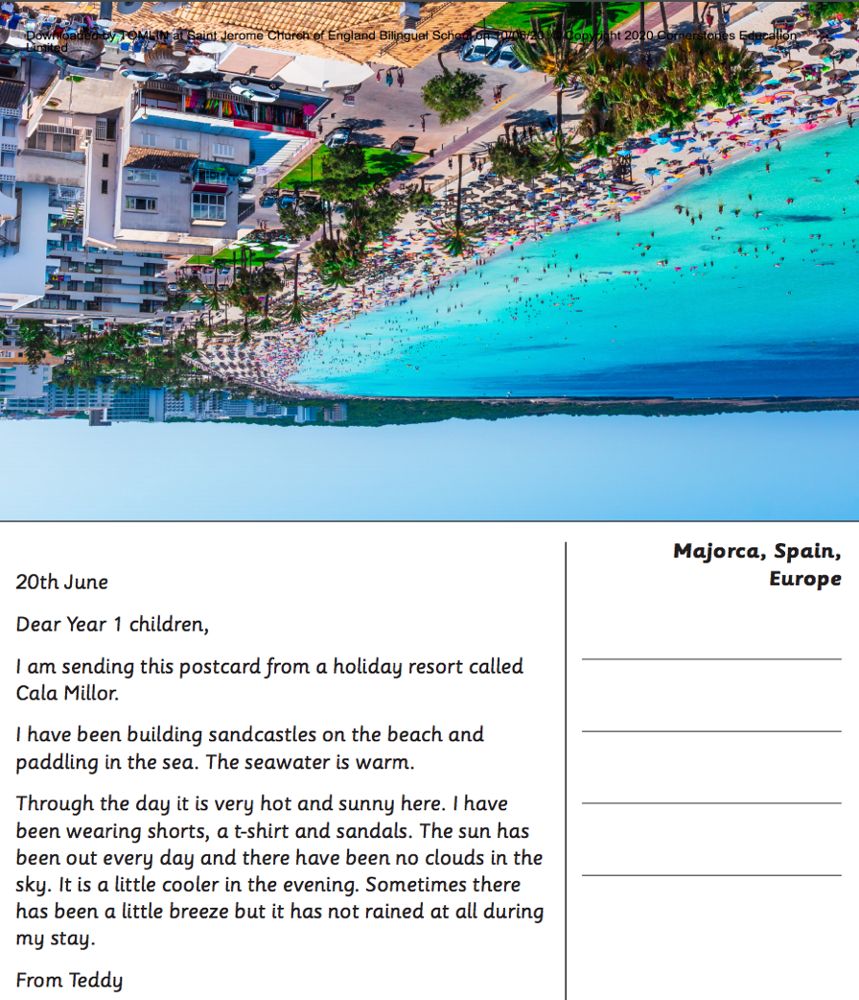 Downloaded by TOMLIN at Saint Jerome Church of England Bilingual School on 10/06/20 Copyright 2020 Cornerstones Education
Limited
Majorca, Spain,
Europe
20th June
Dear Year 1 children,
I am sending this postcard from a holiday resort called
Cala Millor.
I have been building sandcastles on the beach and
paddling in the sea. The seawater is warm.
Through the day it is very hot and sunny here. I have
been wearing shorts, a t-shirt and sandals. The sun has
been out every day and there have been no clouds in the
sky. It is a little cooler in the evening. Sometimes there
has been a little breeze but it has not rained at all during
my stay.
From Teddy